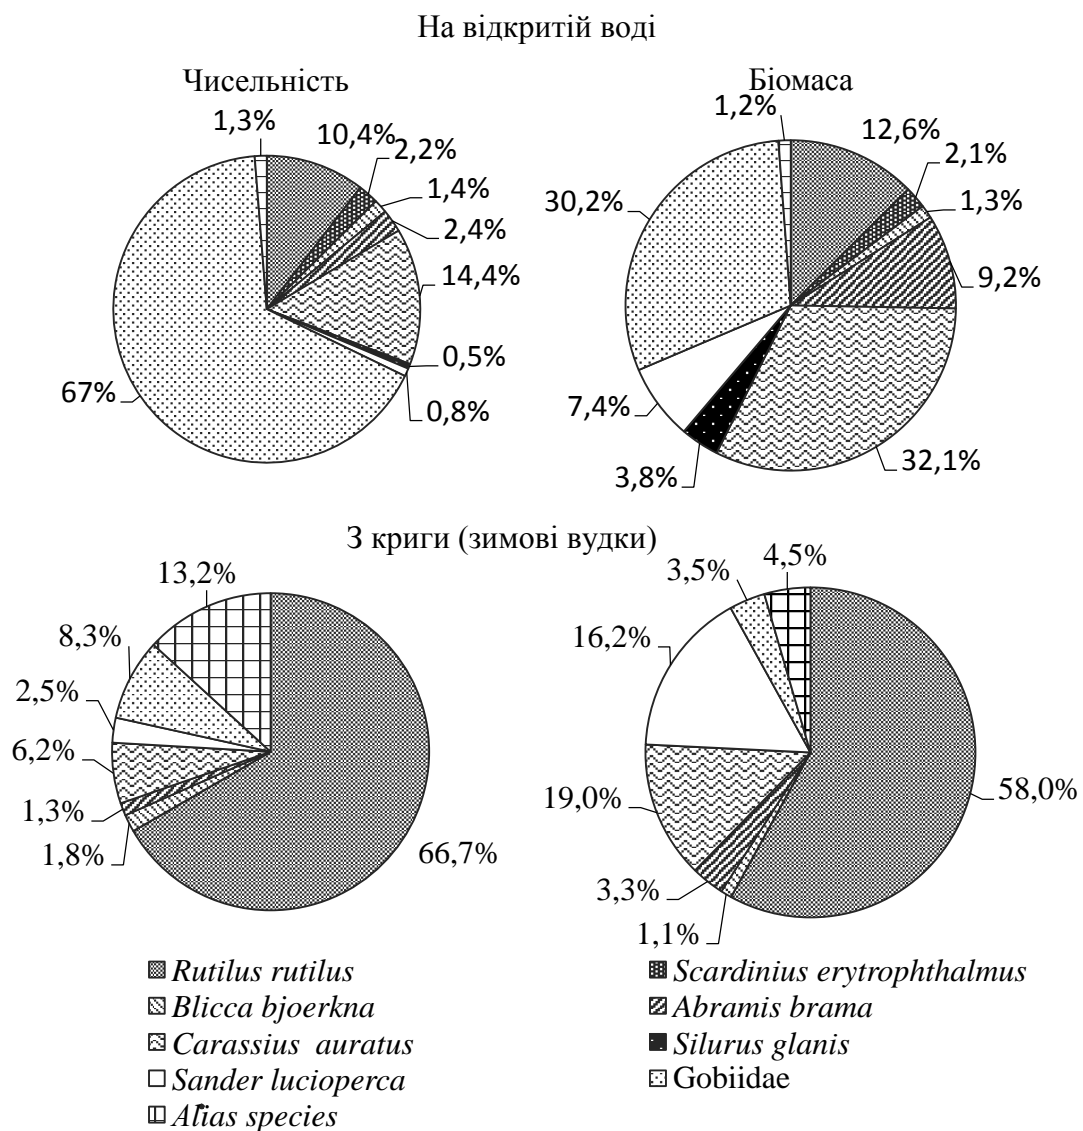 На відкритій воді
Чисельність
Біомаса
1,3%
10,4%
2,2%
1,4%
2,4%
14,4%
0,5%
0,8%
67%
1,2%
12,6%
2,1%
1,3%
9,2%
32,1%
3,8%
7,4%
30,2%
З криги (зимові вудки)
13,2%
8,3%
2,5%
6,2%
1,3%
1,8%
66,7%
4,5%
3,5%
16,2%
19,0%
3,3%
1,1%
58,0%
Rutilus rutilus
Scardinius erytrophthalmus
Blicca bjoerkna
Abramis brama
Carassius auratus
Silurus glanis
Sander lucioperca
Gobiidae
Alias species